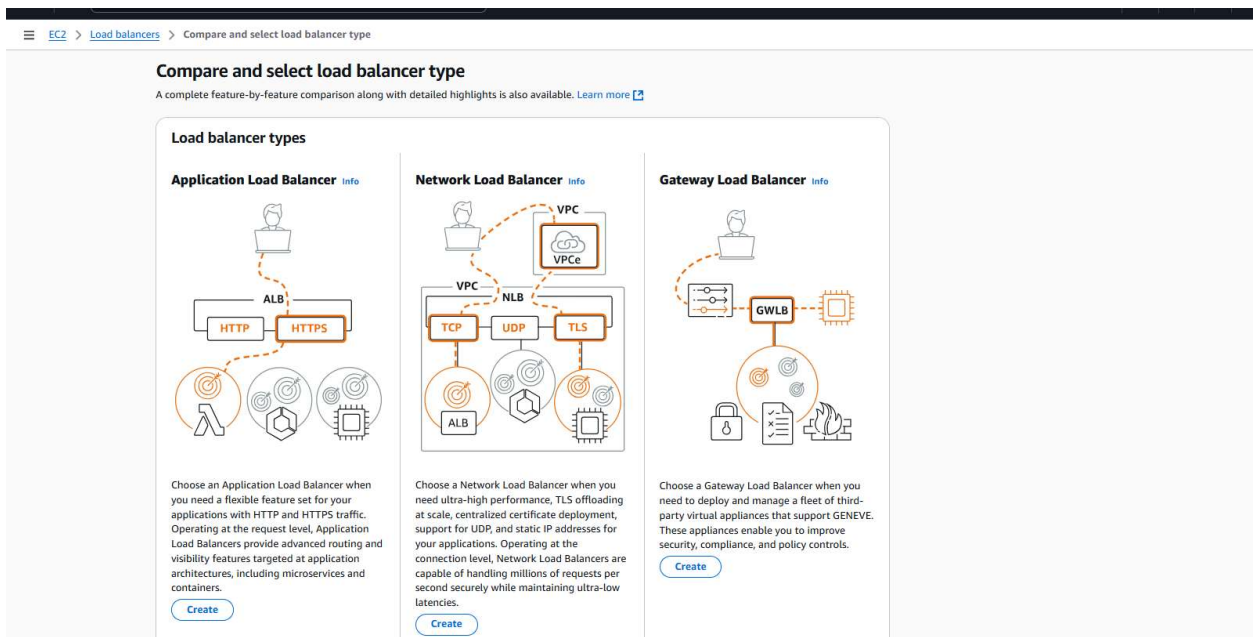 EC2 > Load balancers > Compare and select load balancer type
Compare and select load balancer type
A complete feature-by-feature comparison along with detailed highlights is also available. Learn more
Load balancer types
Application Load Balancer Info
ALB
HTTP
HTTPS
Choose an Application Load Balancer when
you need a flexible feature set for your
applications with HTTP and HTTPS traffic.
Operating at the request level, Application
Load Balancers provide advanced routing and
visibility features targeted at application
architectures, including microservices and
containers.
Create
Network Load Balancer Info
VPC
VPCe
VPC
NLB
TCP
UDP
TLS
ALB
Choose a Network Load Balancer when you
need ultra-high performance, TLS offloading
at scale, centralized certificate deployment,
support for UDP, and static IP addresses for
your applications. Operating at the
connection level, Network Load Balancers are
capable of handling millions of requests per
second securely while maintaining ultra-low
latencies.
Create
Gateway Load Balancer Info
GWLB
Choose a Gateway Load Balancer when you
need to deploy and manage a fleet of third-
party virtual appliances that support GENEVE.
These appliances enable you to improve
security, compliance, and policy controls.
Create